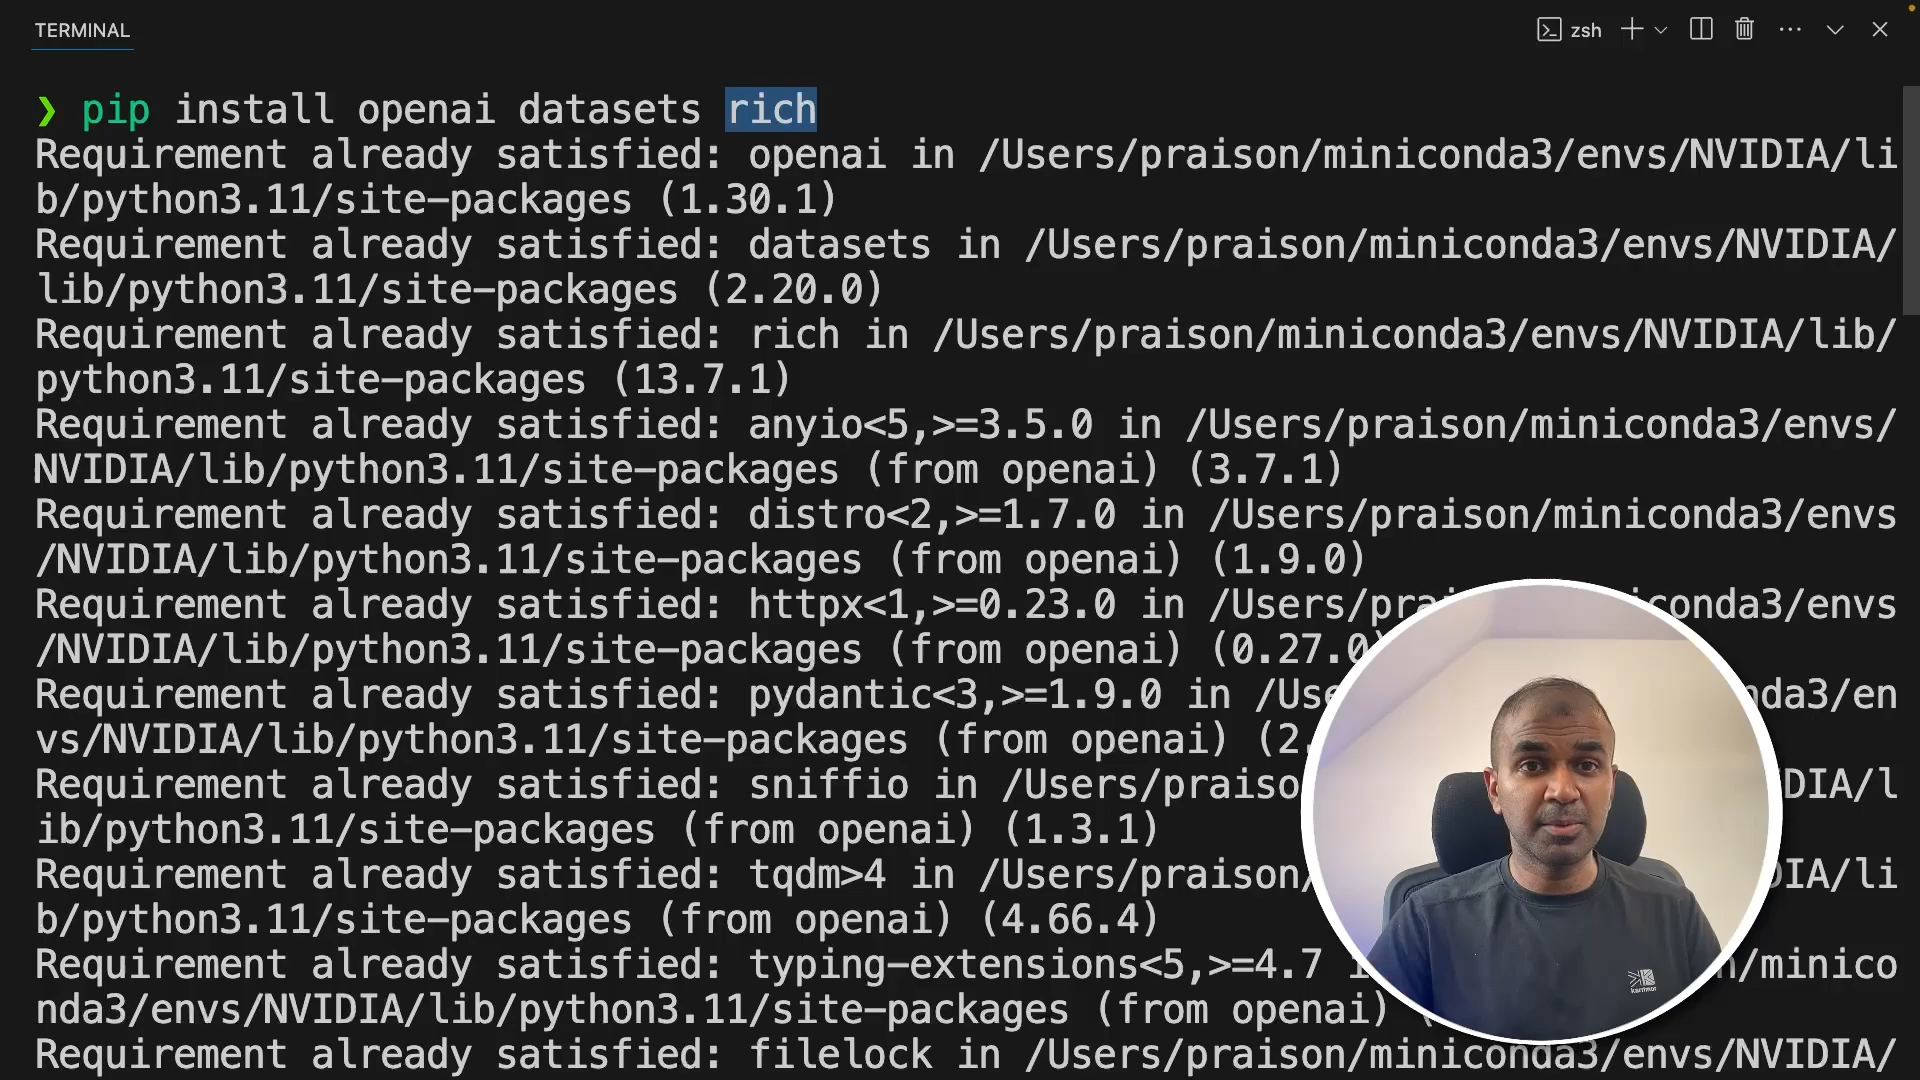 TERMINAL
zsh
❯ pip install openai datasets rich
Requirement already satisfied: openai in /Users/praison/miniconda3/envs/NVIDIA/li
b/python3.11/site-packages (1.30.1)
Requirement already satisfied: datasets in /Users/praison/miniconda3/envs/NVIDIA/
lib/python3.11/site-packages (2.20.0)
Requirement already satisfied: rich in /Users/praison/miniconda3/envs/NVIDIA/lib/
python3.11/site-packages (13.7.1)
Requirement already satisfied: anyio<5,>=3.5.0 in /Users/praison/miniconda3/envs/
NVIDIA/lib/python3.11/site-packages (from openai) (3.7.1)
Requirement already satisfied: distro<2,>=1.7.0 in /Users/praison/miniconda3/envs
/NVIDIA/lib/python3.11/site-packages (from openai) (1.9.0)
Requirement already satisfied: httpx<1,>=0.23.0 in /Users/pra conda3/envs
/NVIDIA/lib/python3.11/site-packages (from openai) (0.27.0)
Requirement already satisfied: pydantic<3,>=1.9.0 in /Use nda3/en
vs/NVIDIA/lib/python3.11/site-packages (from openai) (2.
Requirement already satisfied: sniffio in /Users/praiso DIA/l
ib/python3.11/site-packages (from openai) (1.3.1)
Requirement already satisfied: tqdm>4 in /Users/praison/ DIA/li
b/python3.11/site-packages (from openai) (4.66.4)
Requirement already satisfied: typing-extensions<5,>=4.7 n/minico
nda3/envs/NVIDIA/lib/python3.11/site-packages (from openai) (
Requirement already satisfied: filelock in /Users/praison/miniconda3/envs/NVIDIA/
karrimor